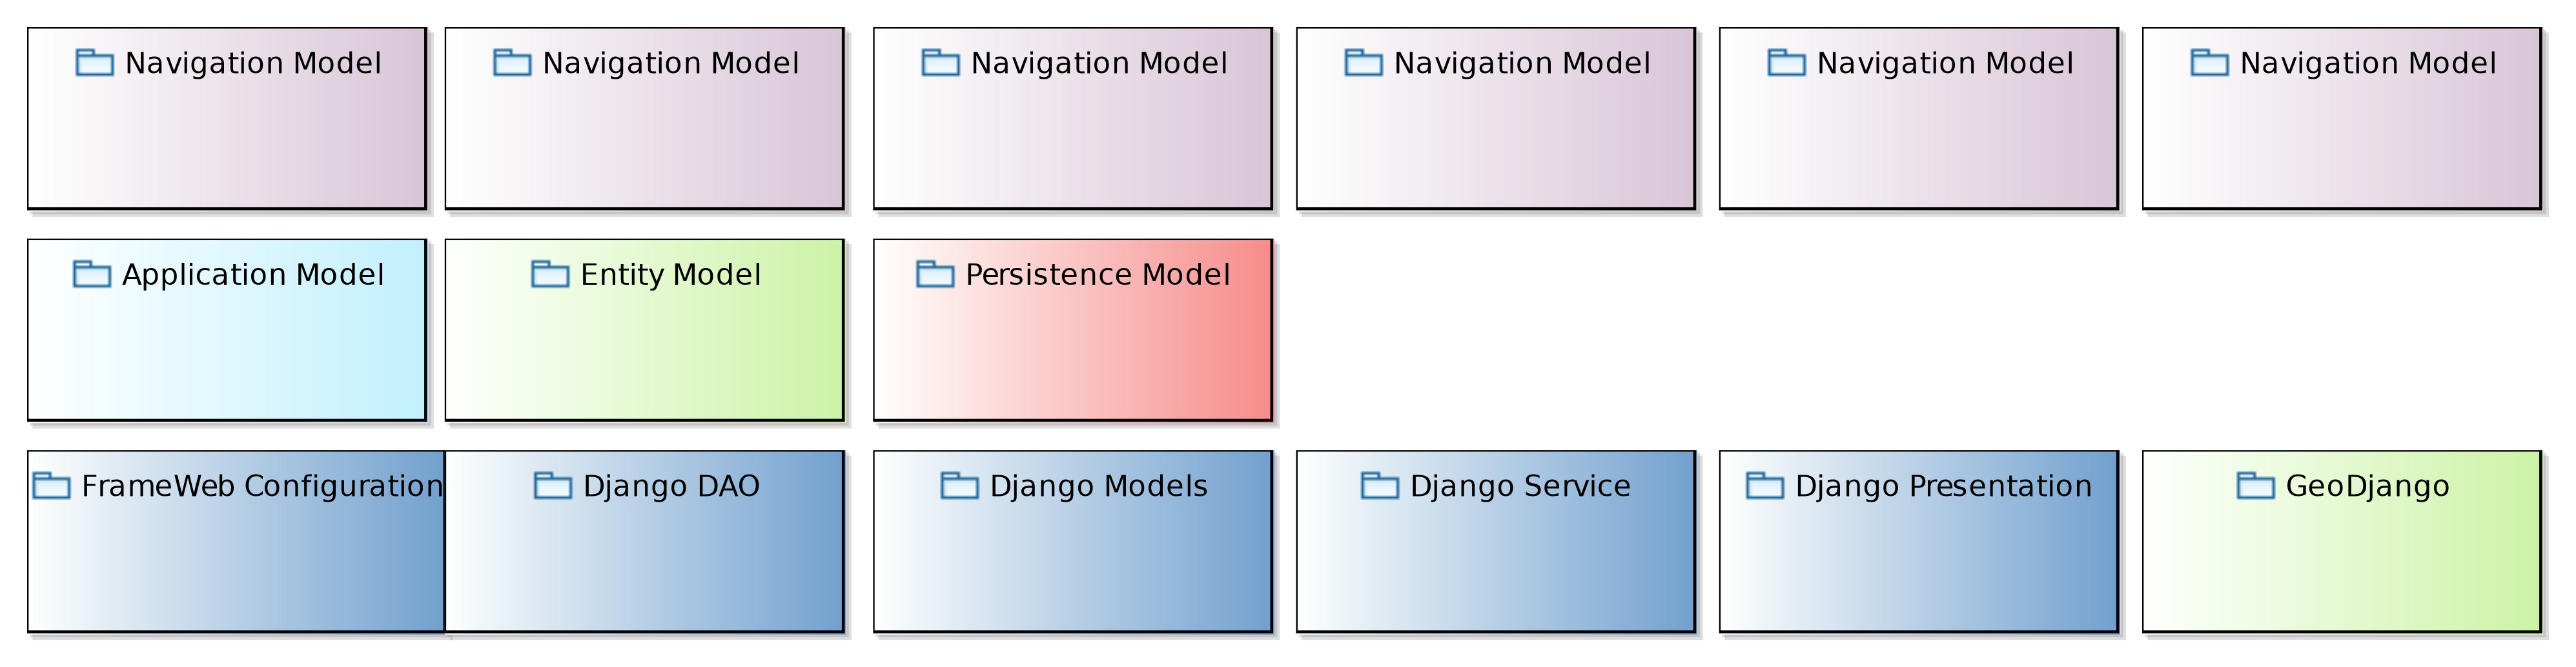 Navigation Model
Navigation Model
Navigation Model
Navigation Model
Navigation Model
Navigation Model
Application Model
Entity Model
Persistence Model
FrameWeb Configuration
Django DAO
Django Models
Django Service
Django Presentation
GeoDjango